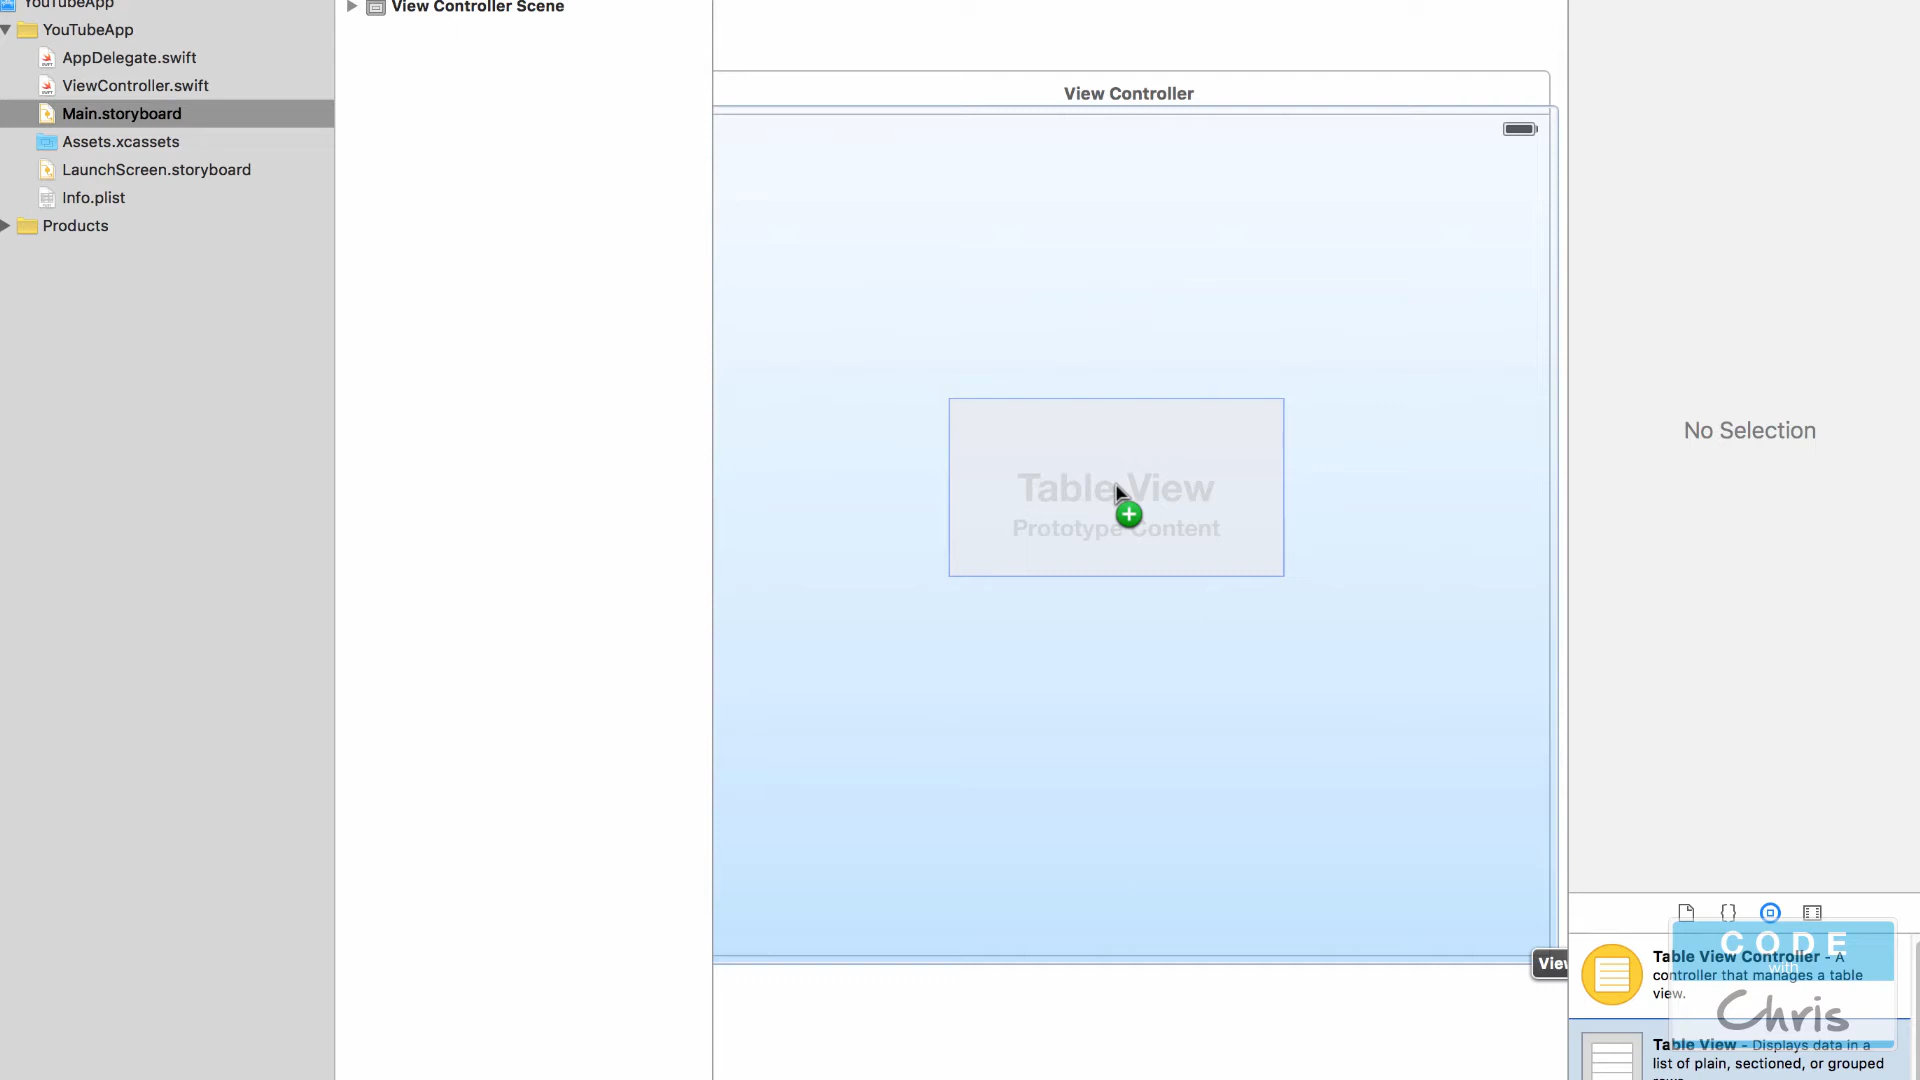 YouTubeApp
YouTubeApp
AppDelegate.swift
ViewController.swift
Main.storyboard
Assets.xcassets
LaunchScreen.storyboard
Info.plist
Products
View Controller Scene
View Controller
Table View
Prototype Content
No Selection
{}
Table View Controller - A
controller that manages a table
view.
Table View - Displays data in a
list of plain, sectioned, or grouped
CODE
with
Chris